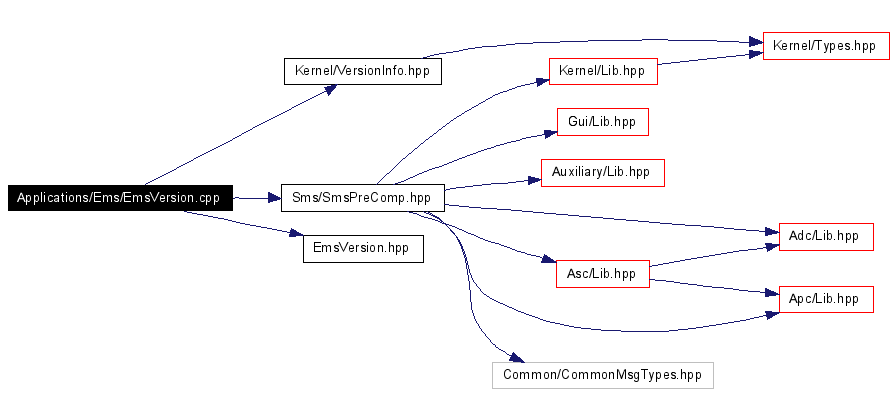 Kernel/Types.hpp
Kernel/VersionInfo.hpp
Kernel/Lib.hpp
Gui/Lib.hpp
Auxiliary/Lib.hpp
Applications/Ems/EmsVersion.cpp
Sms/SmsPreComp.hpp
Adc/Lib.hpp
EmsVersion.hpp
Asc/Lib.hpp
Apc/Lib.hpp
Common/CommonMsgTypes.hpp